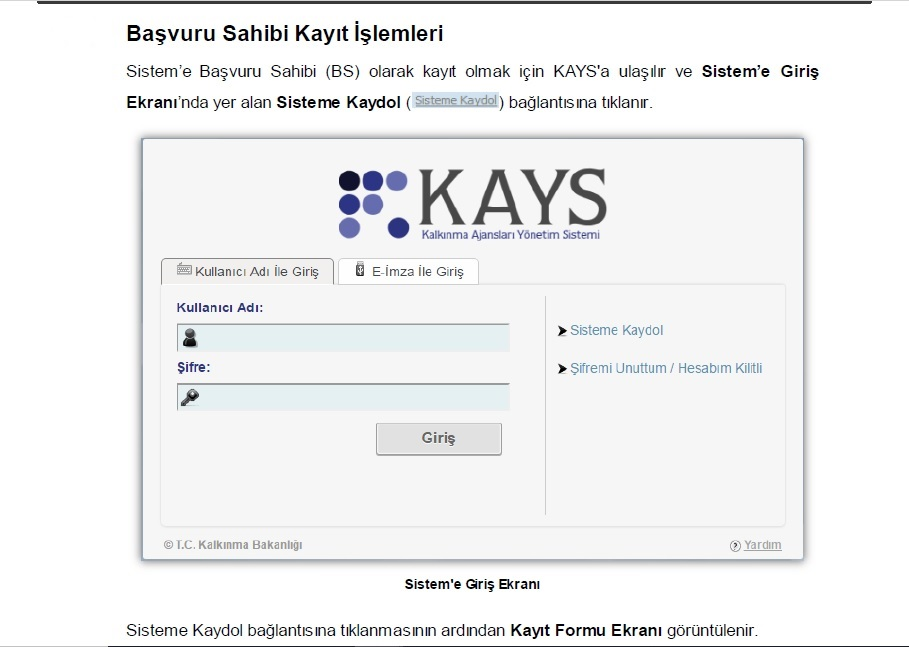 Başvuru Sahibi Kayıt İşlemleri
Sistem'e Başvuru Sahibi (BS) olarak kayıt olmak için KAYS'a ulaşılır ve Sistem'e Giriş
Ekranı'nda yer alan Sisteme Kaydol (Sisteme Kaydol) bağlantısına tıklanır.
KAYS
Kalkınma Ajansları Yönetim Sistemi
Kullanıcı Adı İle Giriş
E-İmza İle Giriş
Kullanıcı Adı:
Şifre:
Giriş
Sisteme Kaydol
Şifremi Unuttum / Hesabım Kilitli
© T.C. Kalkınma Bakanlığı
? Yardım
Sistem'e Giriş Ekranı
Sisteme Kaydol bağlantısına tıklanmasının ardından Kayıt Formu Ekranı görüntülenir.